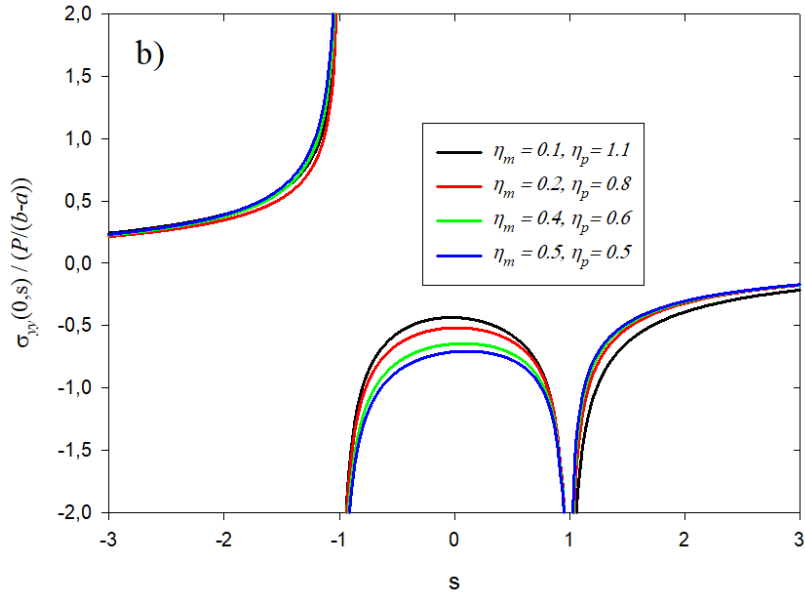 b)
2,0
1,5
1,0
0,5
0,0
-0,5
-1,0
-1,5
-2,0
σyy(0,s) / (P/(b-a))
ηm = 0.1, ηp= 1.1
ηm = 0.2, ηp= 0.8
ηm = 0.4, ηp= 0.6
ηm = 0.5, ηp= 0.5
-3 -2 -1 0 1 2 3
s